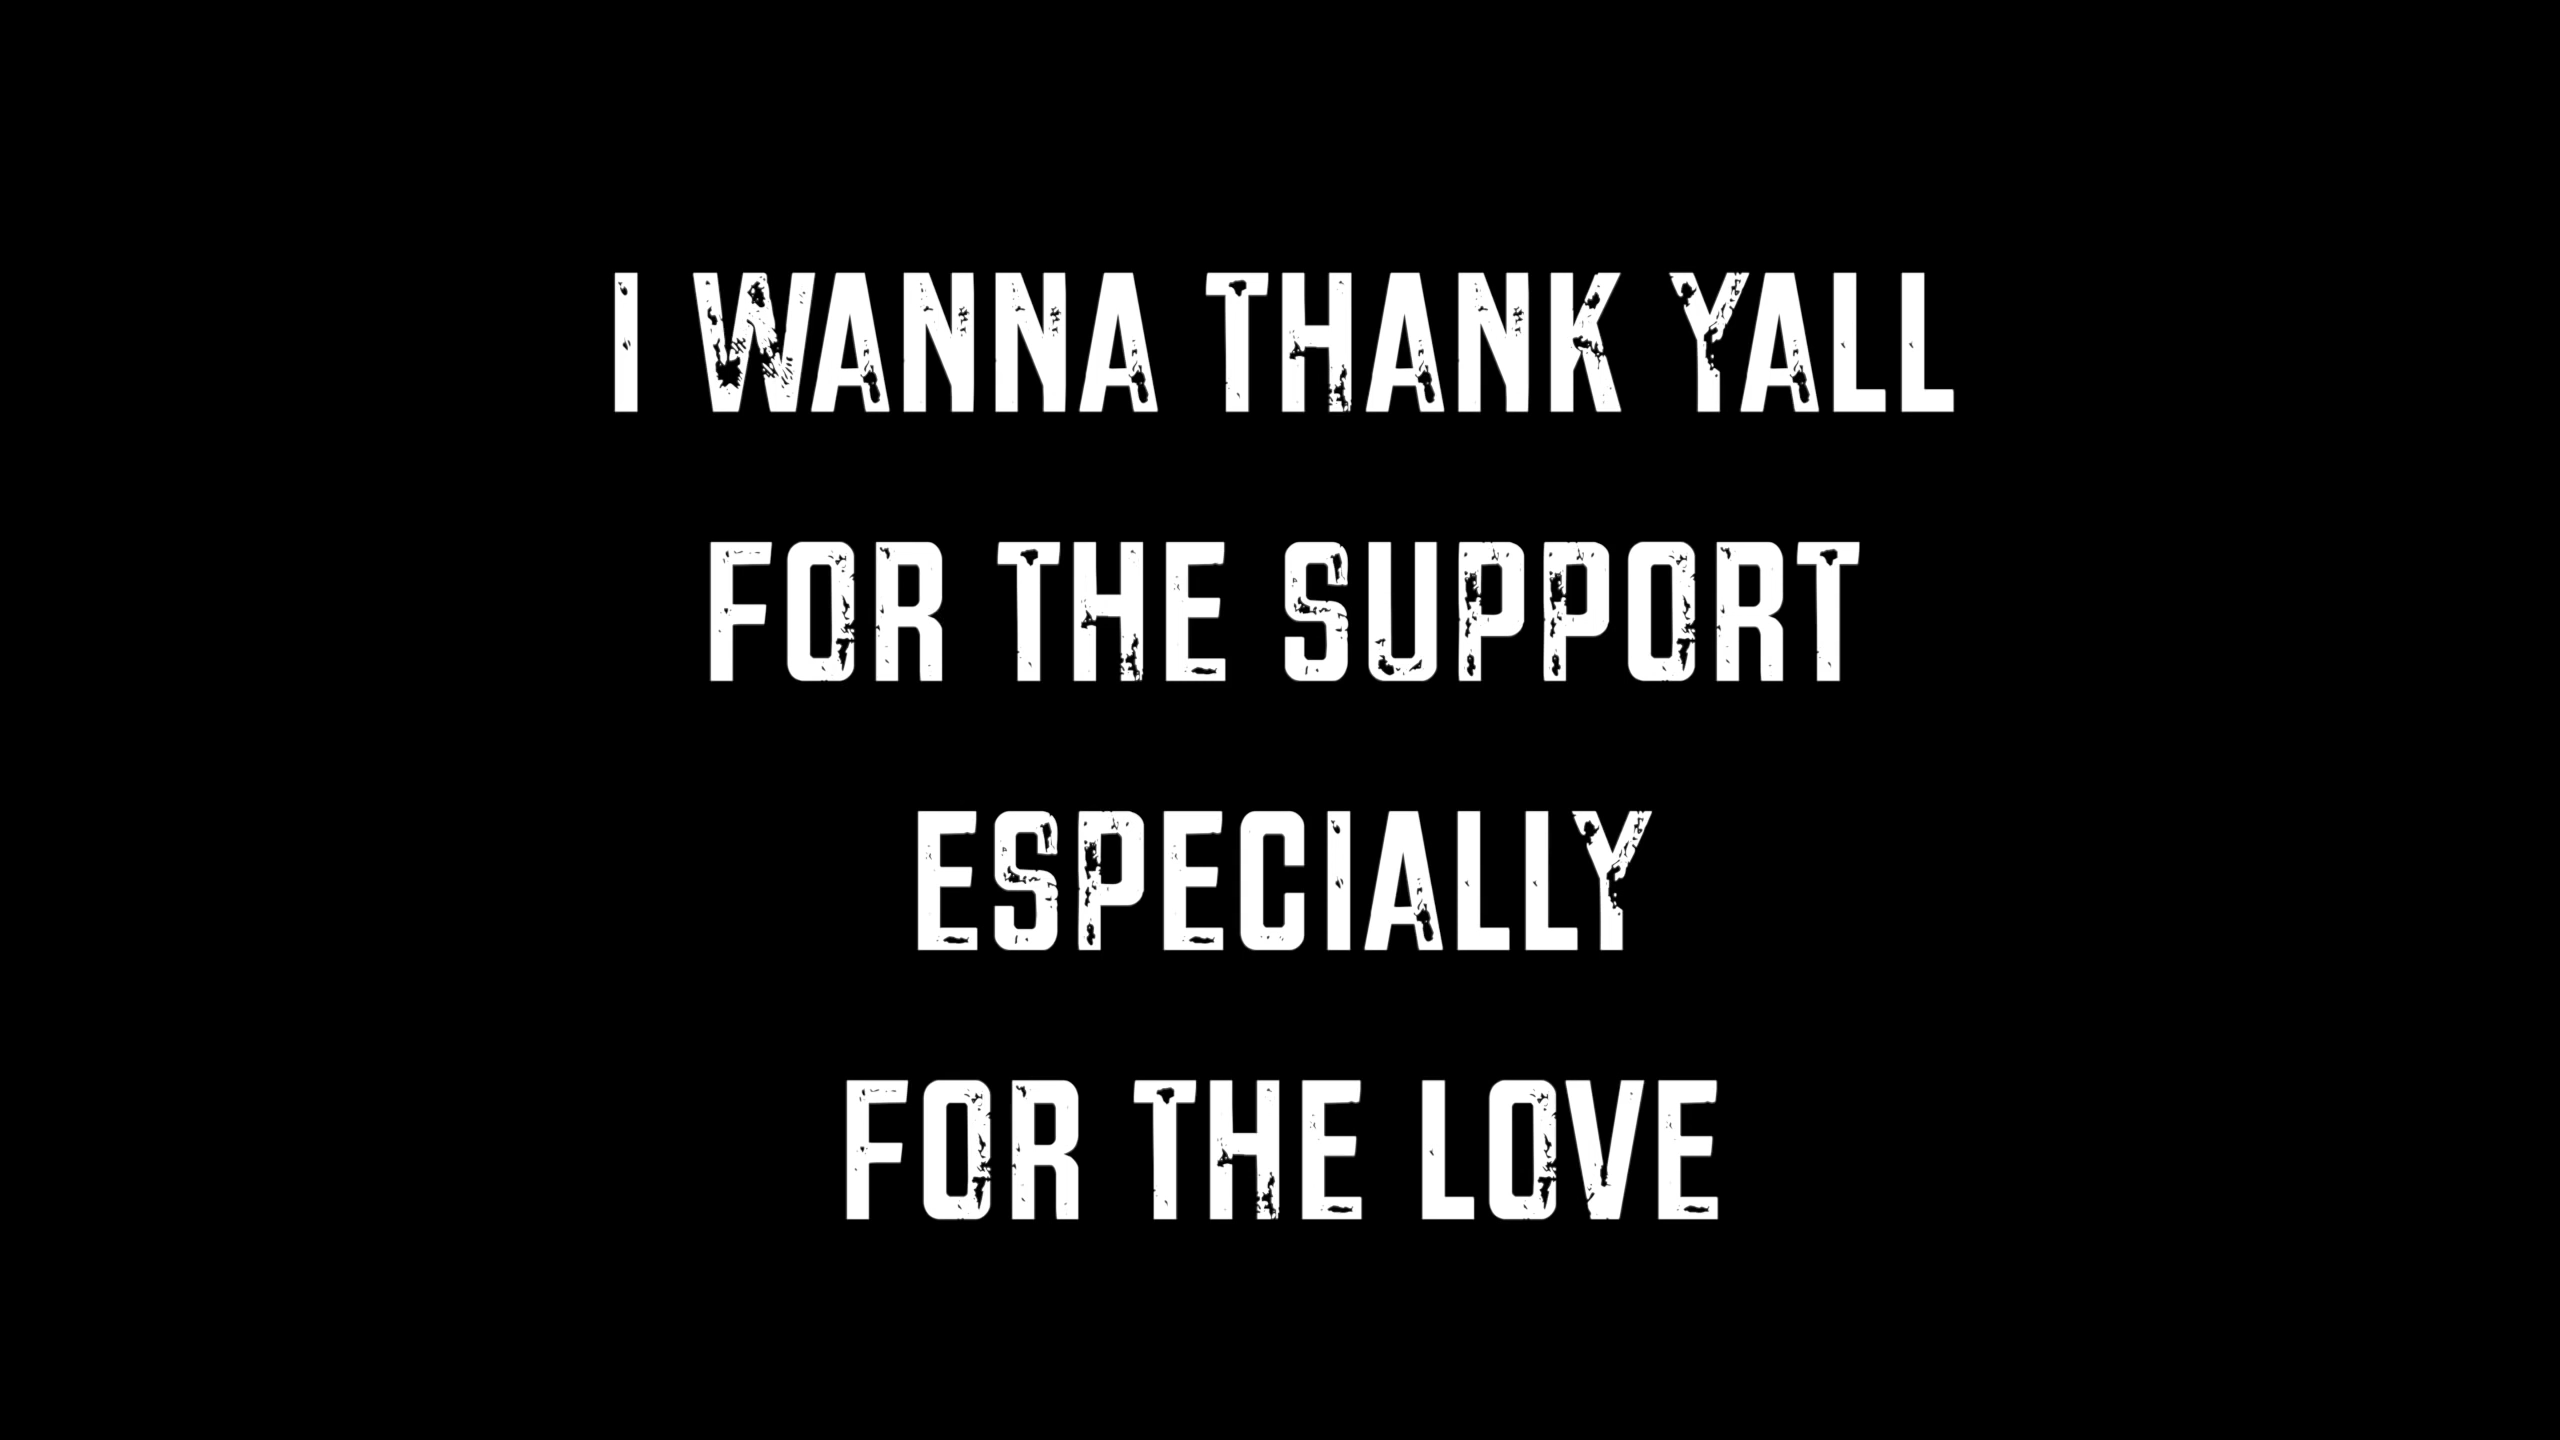 I WANNA THANK YALL
FOR THE SUPPORT
ESPECIALLY
FOR THE LOVE